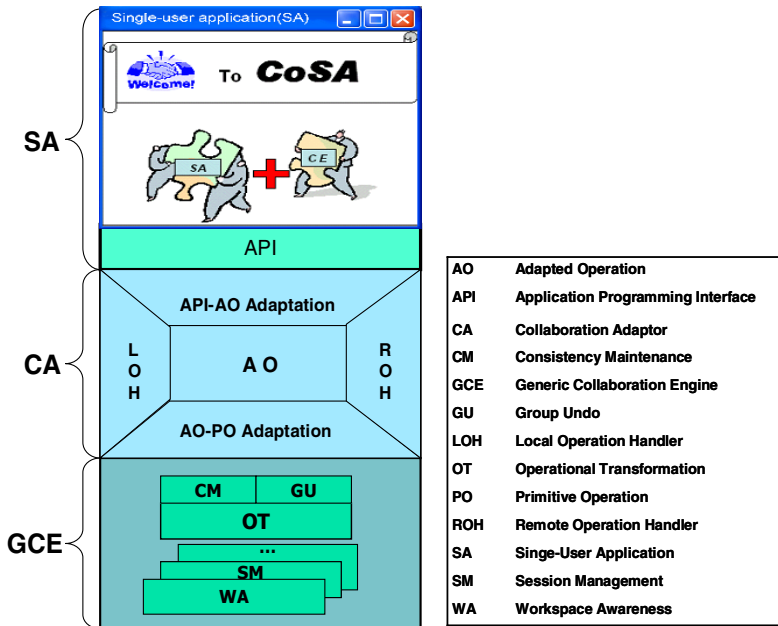 Single-user application(SA)
Welcome!
To CoSA
SA
CE
SA
API
API-AO Adaptation
LOH
AO
ROH
CA
AO-PO Adaptation
CM
GU
OT
GCE
...
SM
WA
AO Adapted Operation
API Application Programming Interface
CA Collaboration Adaptor
CM Consistency Maintenance
GCE Generic Collaboration Engine
GU Group Undo
LOH Local Operation Handler
OT Operational Transformation
PO Primitive Operation
ROH Remote Operation Handler
SA Singe-User Application
SM Session Management
WA Workspace Awareness